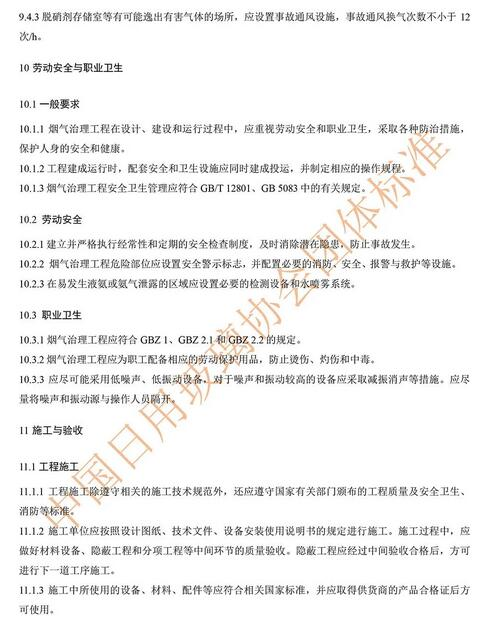 9.4.3 脱硝剂存储室等有可能逸出有害气体的场所，应设置事故通风设施，事故通风换气次数不小于 12
次/h。
10 劳动安全与职业卫生
10.1 一般要求
10.1.1 烟气治理工程在设计、建设和运行过程中，应重视劳动安全和职业卫生，采取各种防治措施，
保护人身的安全和健康。
10.1.2 工程建成运行时，配套安全和卫生设施应同时建成投运，并制定相应的操作规程。
10.1.3 烟气治理工程安全卫生管理应符合 GB/T 12801、GB 5083 中的有关规定。
10.2 劳动安全
10.2.1 建立并严格执行经常性和定期的安全检查制度，及时消除潜在隐患，防止事故发生。
10.2.2 烟气治理工程危险部位应设置安全警示标志，并配置必要的消防、安全、报警与救护等设施。
10.2.3 在易发生液氨或氨气泄露的区域应设置必要的检测设备和水喷雾系统。
10.3 职业卫生
10.3.1 烟气治理工程应符合 GBZ 1、GBZ 2.1 和 GBZ 2.2 的规定。
10.3.2 烟气治理工程应为职工配备相应的劳动保护用品，防止烫伤、灼伤和中毒。
10.3.3 应尽可能采用低噪声、低振动设备，对于噪声和振动较高的设备应采取减振消声等措施。应尽
量将噪声和振动源与操作人员隔开。
11 施工与验收
11.1 工程施工
11.1.1 工程施工除遵守相关的施工技术规范外，还应遵守国家有关部门颁布的工程质量及安全卫生、
消防等标准。
11.1.2 施工单位应按照设计图纸、技术文件、设备安装使用说明书的规定进行施工。施工过程中，应
做好材料设备、隐蔽工程和分项工程等中间环节的质量验收。隐蔽工程应经过中间验收合格后，方可
进行下一道工序施工。
11.1.3 施工中所使用的设备、材料、配件等应符合相关国家标准，并应取得供货商的产品合格证后方
可使用。
中国日用玻璃协会团体标准